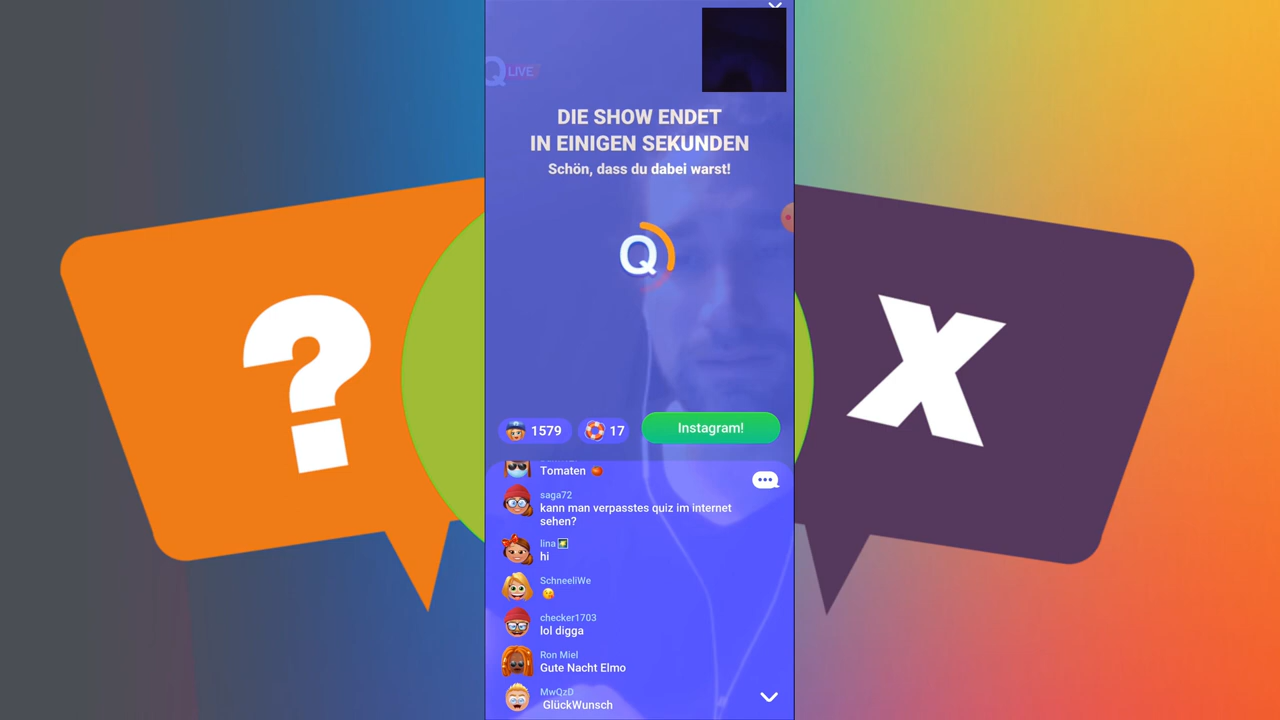 ?
X
Q LIVE
DIE SHOW ENDET
IN EINIGEN SEKUNDEN
Schön, dass du dabei warst!
Q
1579
17
Instagram!
Tomaten
saga72
kann man verpasstes quiz im internet
sehen?
lina
hi
SchneeliWe
checker1703
lol digga
Ron Miel
Gute Nacht Elmo
MwQzD
GlückWunsch